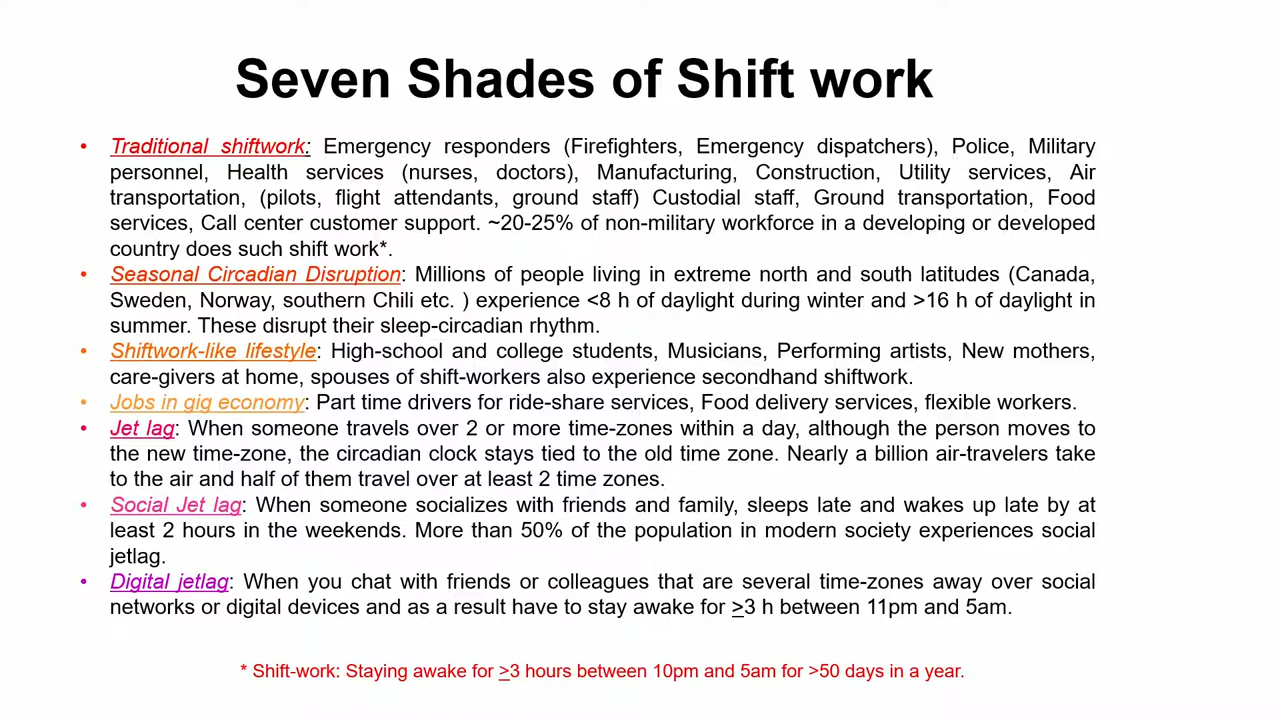 Seven Shades of Shift work
• Traditional shiftwork: Emergency responders (Firefighters, Emergency dispatchers), Police, Military
personnel, Health services (nurses, doctors), Manufacturing, Construction, Utility services, Air
transportation, (pilots, flight attendants, ground staff) Custodial staff, Ground transportation, Food
services, Call center customer support. ~20-25% of non-military workforce in a developing or developed
country does such shift work*.
• Seasonal Circadian Disruption: Millions of people living in extreme north and south latitudes (Canada,
Sweden, Norway, southern Chili etc. ) experience <8 h of daylight during winter and >16 h of daylight in
summer. These disrupt their sleep-circadian rhythm.
• Shiftwork-like lifestyle: High-school and college students, Musicians, Performing artists, New mothers,
care-givers at home, spouses of shift-workers also experience secondhand shiftwork.
• Jobs in gig economy: Part time drivers for ride-share services, Food delivery services, flexible workers.
• Jet lag: When someone travels over 2 or more time-zones within a day, although the person moves to
the new time-zone, the circadian clock stays tied to the old time zone. Nearly a billion air-travelers take
to the air and half of them travel over at least 2 time zones.
• Social Jet lag: When someone socializes with friends and family, sleeps late and wakes up late by at
least 2 hours in the weekends. More than 50% of the population in modern society experiences social
jetlag.
• Digital jetlag: When you chat with friends or colleagues that are several time-zones away over social
networks or digital devices and as a result have to stay awake for >3 h between 11pm and 5am.
* Shift-work: Staying awake for >3 hours between 10pm and 5am for >50 days in a year.